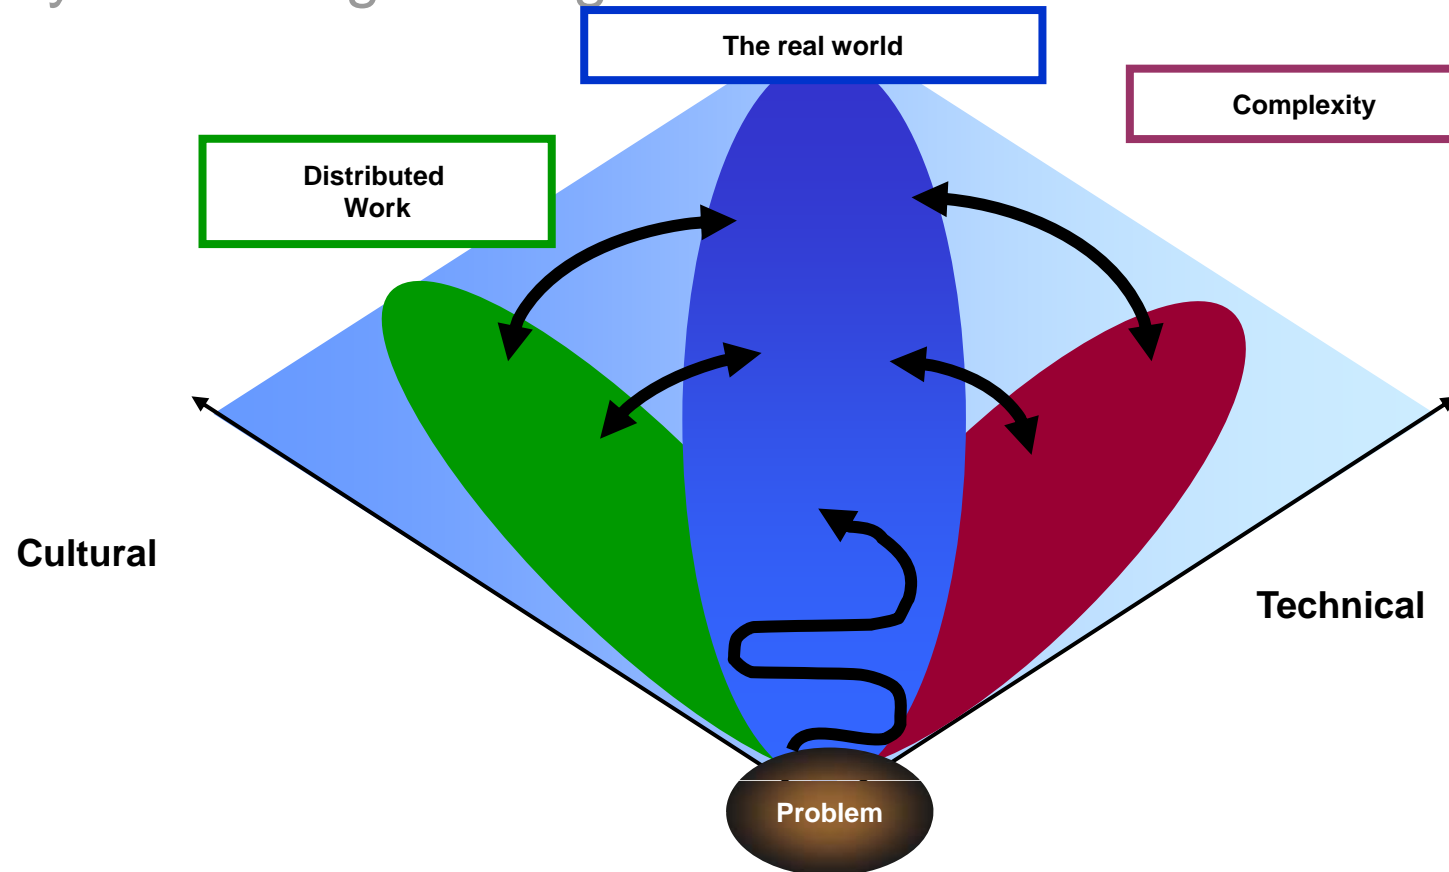 The real world
Complexity
Distributed
Work
Cultural
Technical
Problem